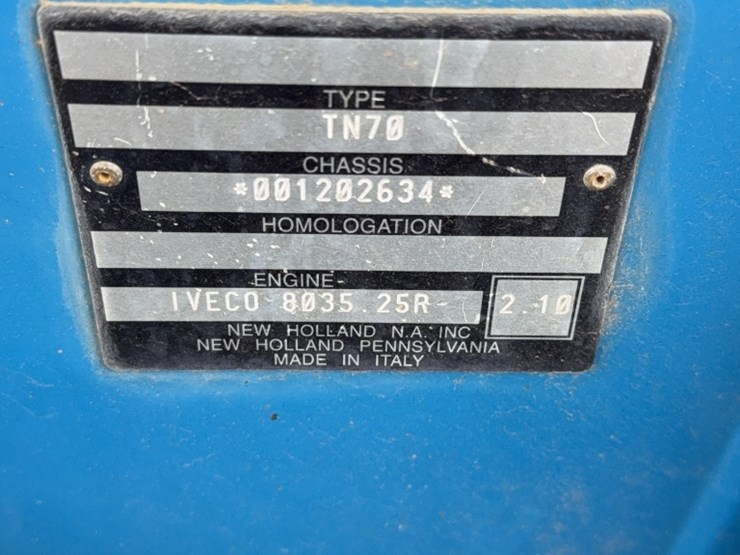 TYPE
TN70
CHASSIS
*001202634*
HOMOLOGATION
ENGINE-
IVECO 8035.25R- 2.10
NEW HOLLAND N.A. INC
NEW HOLLAND PENNSYLVANIA
MADE IN ITALY